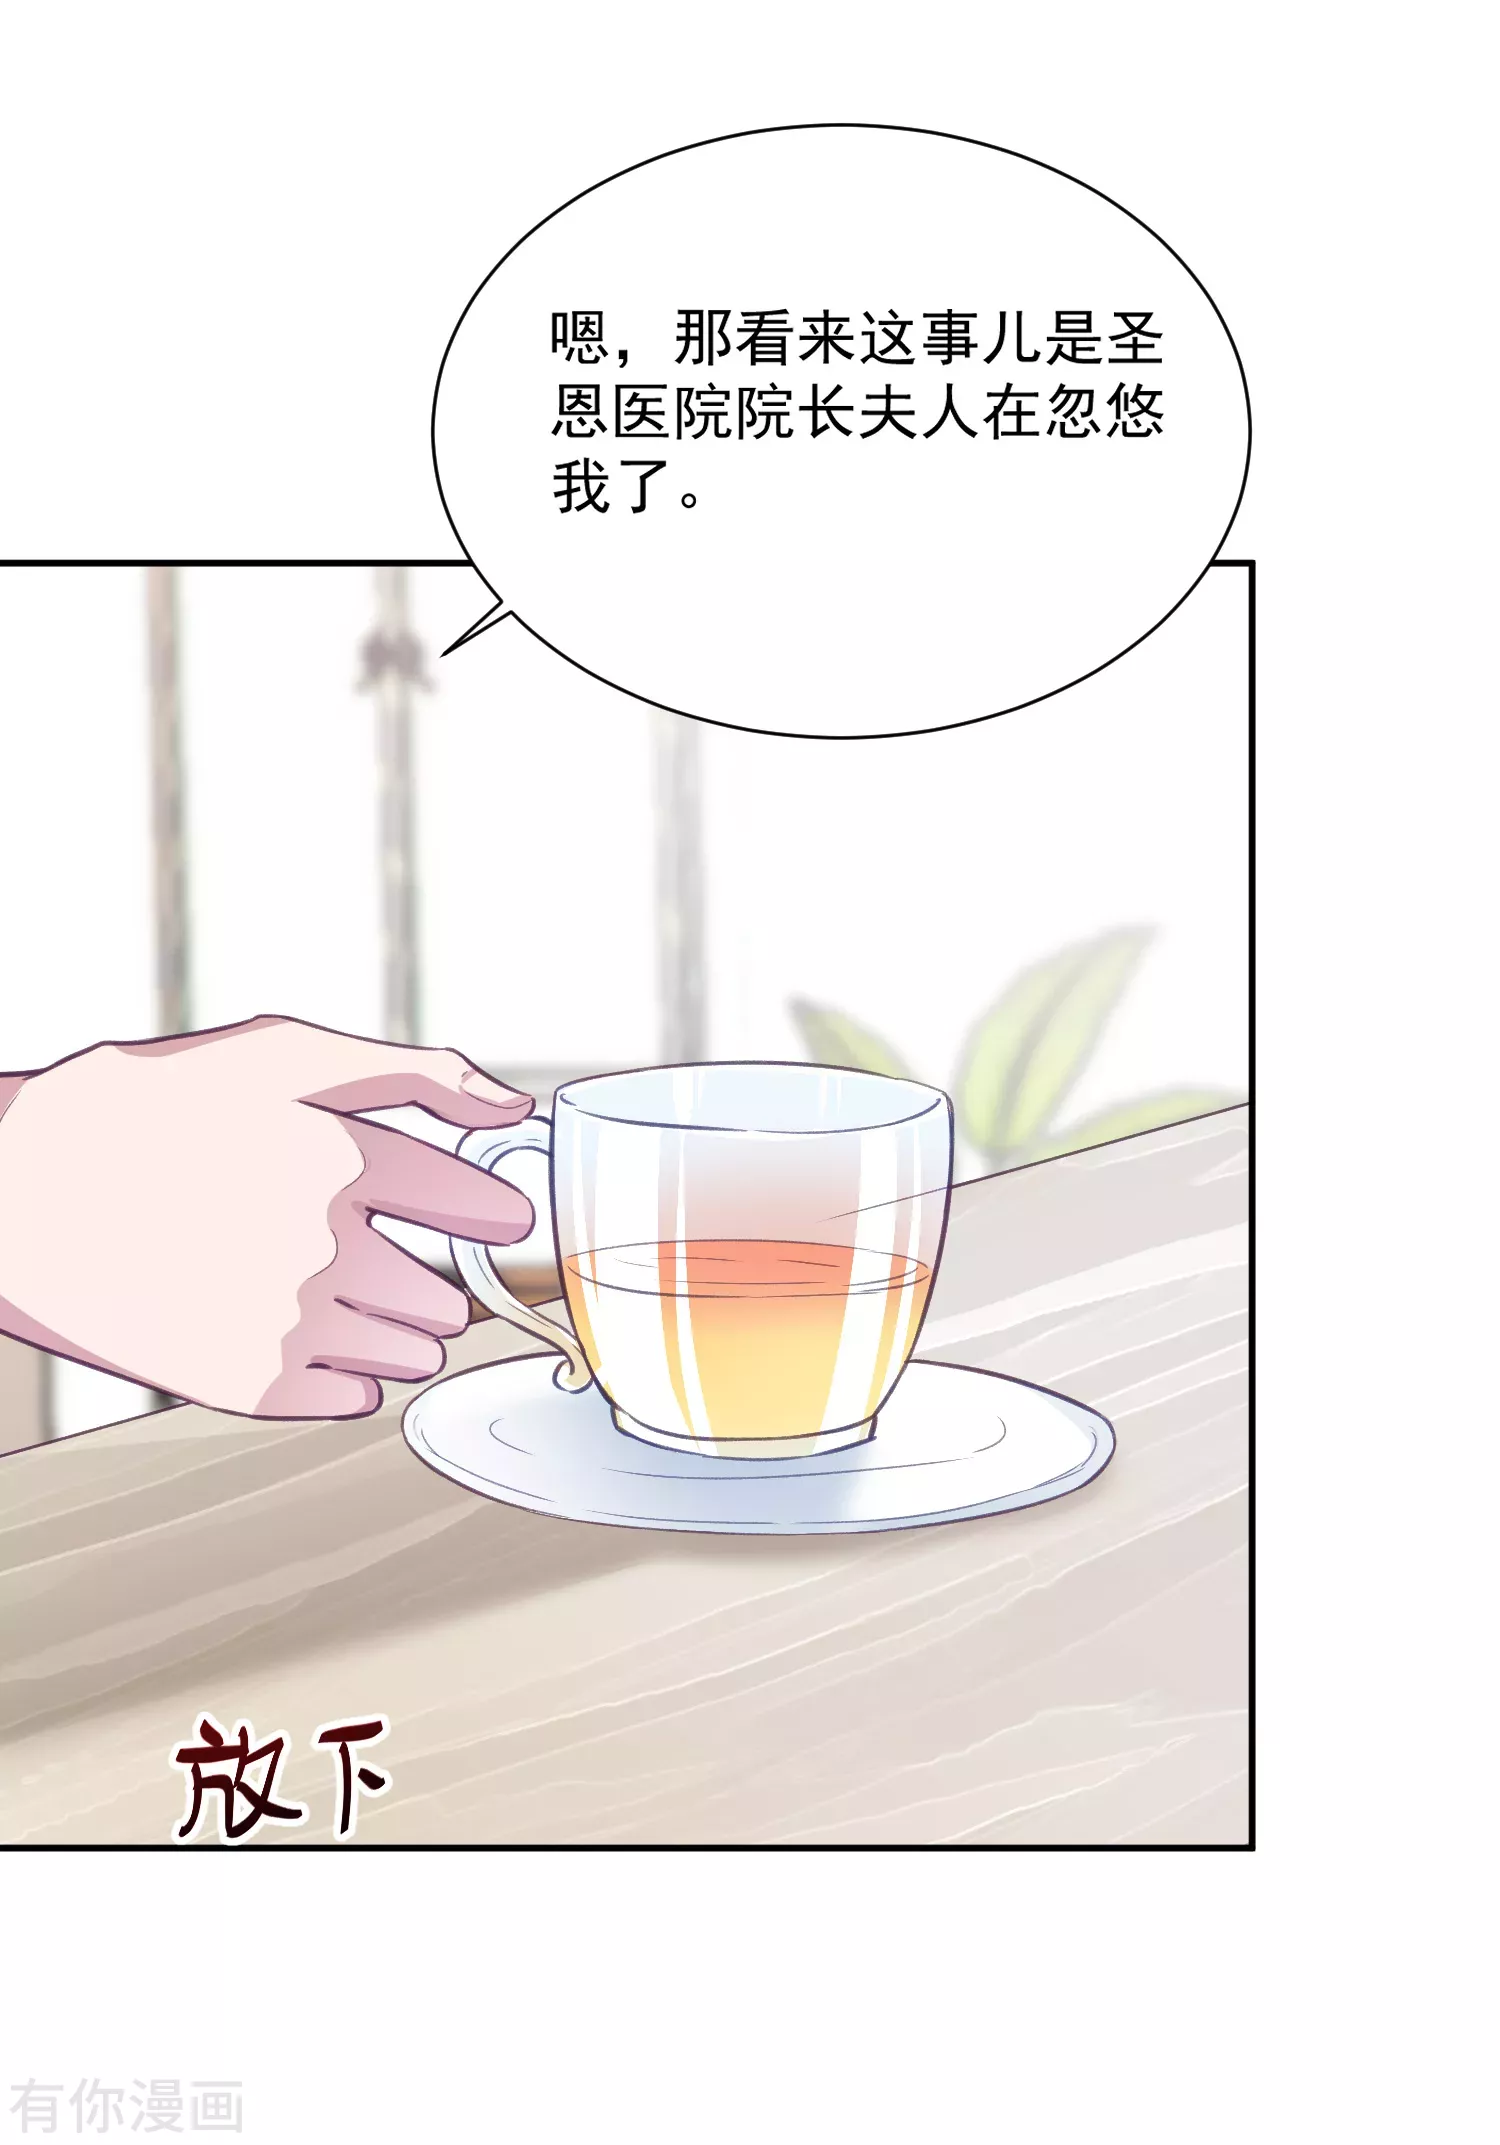 嗯，那看来这事儿是圣
恩医院院长夫人在忽悠
我了。
放下
有你漫画